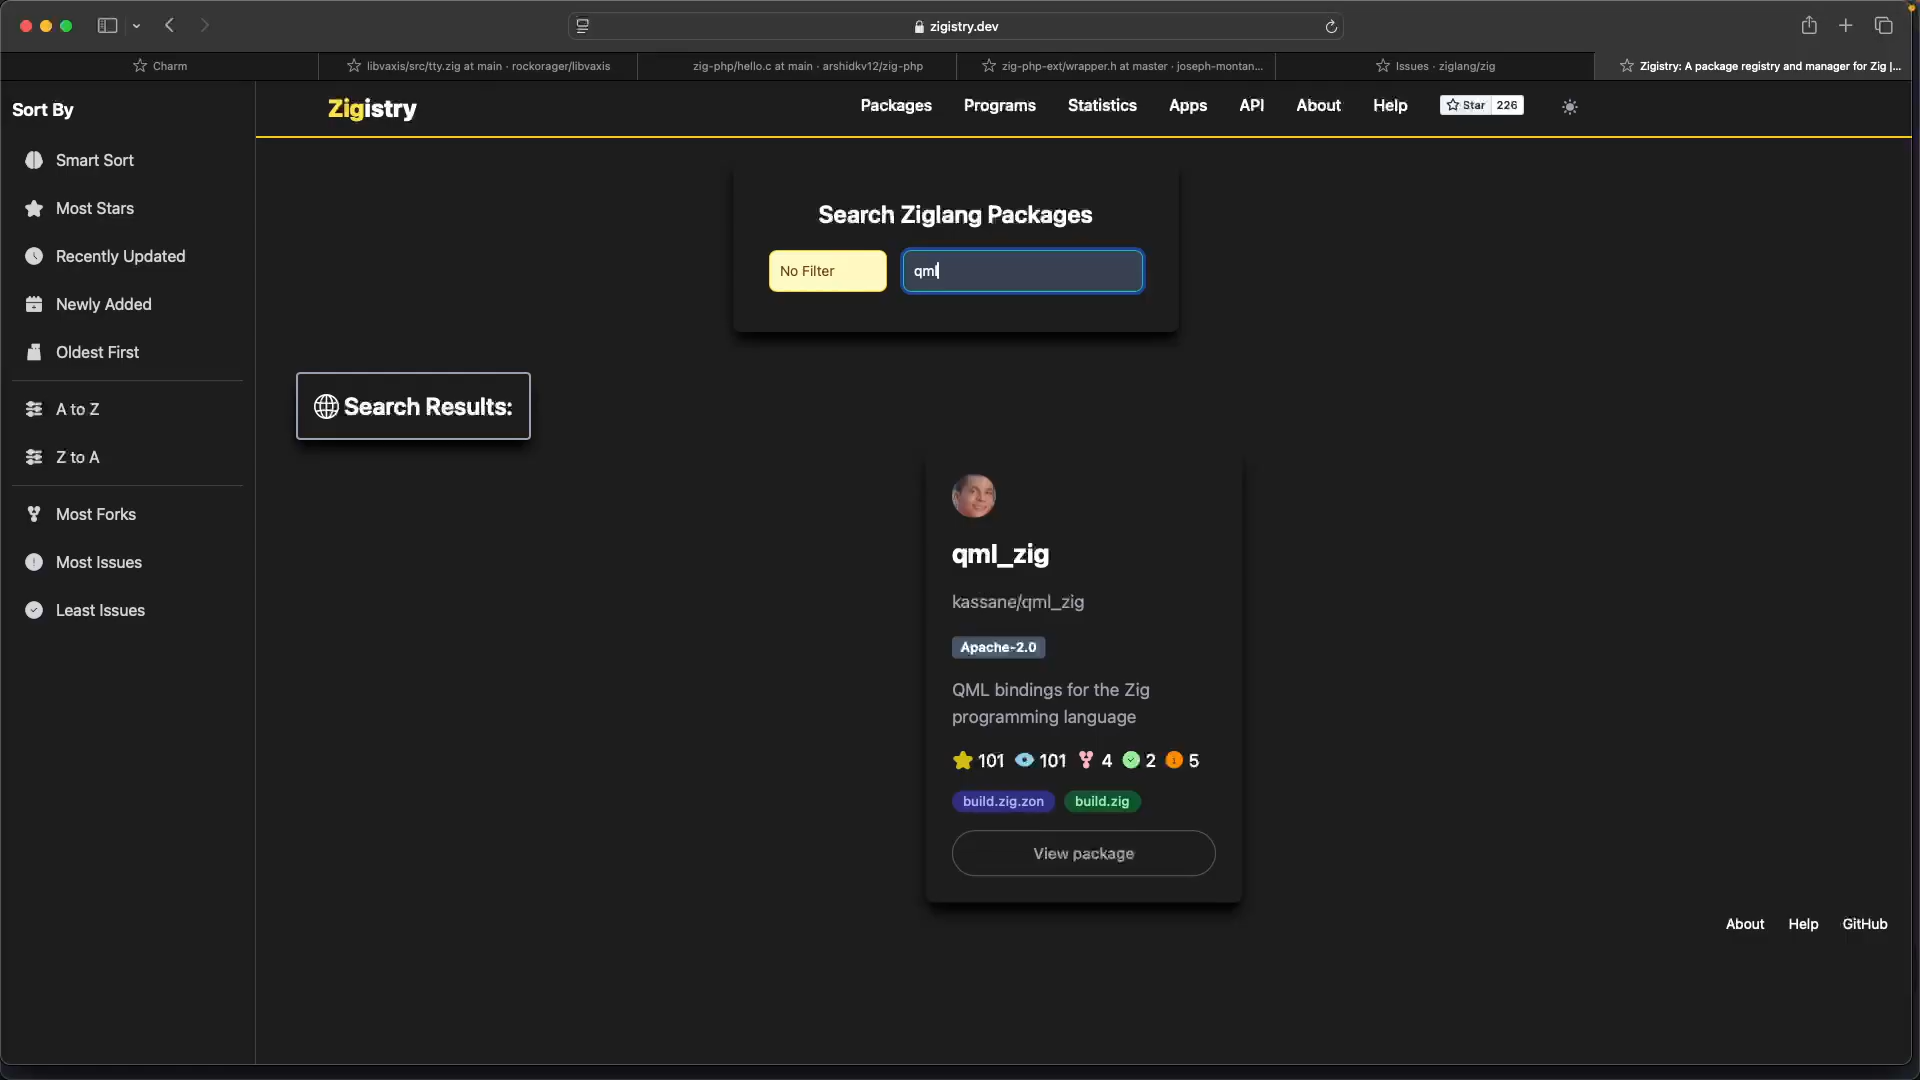 zigistry.dev
Charm
libvaxis/src/tty.zig at main · rockorager/libvaxis
zig-php/hello.c at main · arshidkv12/zig-php
zig-php-ext/wrapper.h at master · joseph-montan...
Issues · ziglang/zig
Zigistry: A package registry and manager for Zig |...
Sort By
Smart Sort
Most Stars
Recently Updated
Newly Added
Oldest First
A to Z
Z to A
Most Forks
Most Issues
Least Issues
Zigistry
Packages
Programs
Statistics
Apps
API
About
Help
Star 226
Search Ziglang Packages
No Filter
qml
Search Results:
qml_zig
kassane/qml_zig
Apache-2.0
QML bindings for the Zig
programming language
101 101 4 2 5
build.zig.zon build.zig
View package
About Help GitHub